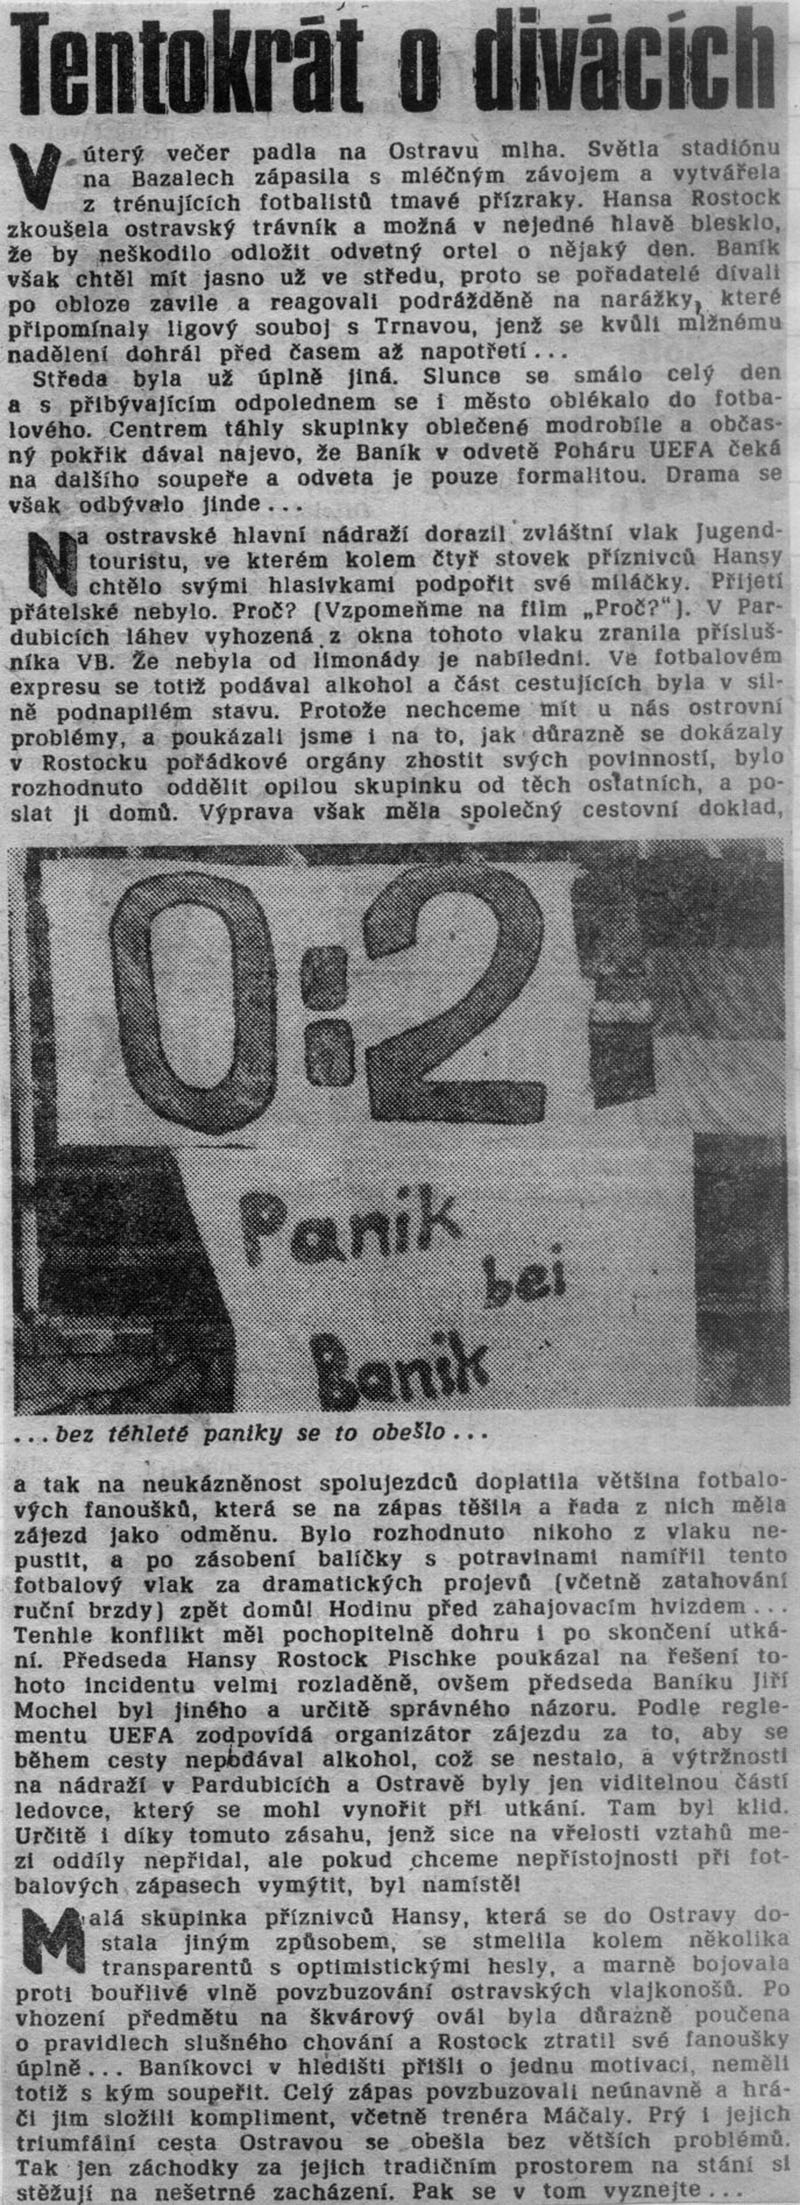 Tentokrát o divácích
V úterý večer padla na Ostravu mlha. Světla stadiónu
na Bazalech zápasila s mléčným závojem a vytvářela
z trénujících fotbalistů tmavé přízraky. Hansa Rostock
zkoušela ostravský trávník a možná v nejedné hlavě blesklo,
že by neškodilo odložit odvetný ortel o nějaký den. Baník
však chtěl mít jasno už ve středu, proto se pořadatelé dívali
po obloze zavile a reagovali podrážděně na narážky, které
připomínaly ligový souboj s Trnavou, jenž se kvůli mlžnému
nadělení dohrál před časem až napotřetí...
Středa byla už úplně jiná. Slunce se smálo celý den
a s přibývajícím odpolednem se i město oblékalo do fotba-
lového. Centrem táhly skupinky oblečené modrobíle a občas-
ný pokřik dával najevo, že Baník v odvetě Poháru UEFA čeká
na dalšího soupeře a odveta je pouze formalitou. Drama se
však odbývalo jinde...
Na ostravské hlavní nádraží dorazil zvláštní vlak Jugend-
touristu, ve kterém kolem čtyř stovek příznivců Hansy
chtělo svými hlasivkami podpořit své miláčky. Přijetí
přátelské nebylo. Proč? (Vzpomeňme na film „Proč?"). V Par-
dubicích láhev vyhozená z okna tohoto vlaku zranila přísluš-
níka VB. Že nebyla od limonády je nabíledni. Ve fotbalovém
expresu se totiž podával alkohol a část cestujících byla v sil-
ně podnapilém stavu. Protože nechceme mít u nás ostrovní
problémy, a poukázali jsme i na to, jak důrazně se dokázaly
v Rostocku pořádkové orgány zhostit svých povinností, bylo
rozhodnuto oddělit opilou skupinku od těch ostatních, a po-
slat ji domů. Výprava však měla společný cestovní doklad,
0:2
Panik
bei
Banik
...bez téhleté paniky se to obešlo...
a tak na neukázněnost spolujezdců doplatila většina fotbalo-
vých fanoušků, která se na zápas těšila a řada z nich měla
zájezd jako odměnu. Bylo rozhodnuto nikoho z vlaku ne-
pustit, a po zásobení balíčky s potravinami namířil tento
fotbalový vlak za dramatických projevů (včetně zatahování
ruční brzdy) zpět domů! Hodinu před zahajovacím hvizdem...
Tenhle konflikt měl pochopitelně dohru i po skončení utká-
ní. Předseda Hansy Rostock Pischke poukázal na řešení to-
hoto incidentu velmi rozladěně, ovšem předseda Baníku Jiří
Mochel byl jiného a určitě správného názoru. Podle regle-
mentu UEFA zodpovídá organizátor zájezdu za to, aby se
během cesty nepodával alkohol, což se nestalo, a výtržnosti
na nádraží v Pardubicích a Ostravě byly jen viditelnou částí
ledovce, který se mohl vynořit při utkání. Tam byl klid.
Určitě i díky tomuto zásahu, jenž sice na vřelosti vztahů me-
zi oddíly nepřidal, ale pokud chceme nepřístojnosti při fot-
balových zápasech vymýtit, byl namístě!
Malá skupinka příznivců Hansy, která se do Ostravy do-
stala jiným způsobem, se stmelila kolem několika
transparentů s optimistickými hesly, a marně bojovala
proti bouřlivé vlně povzbuzování ostravských vlajkonošů. Po
vhození předmětu na škvárový ovál byla důrazně poučena
o pravidlech slušného chování a Rostock ztratil své fanoušky
úplně... Baníkovci v hledišti přišli o jednu motivaci, neměli
totiž s kým soupeřit. Celý zápas povzbuzovali neúnavně a hrá-
či jim složili kompliment, včetně trenéra Máčaly. Prý i jejich
triumfální cesta Ostravou se obešla bez větších problémů.
Tak jen záchodky za jejich tradičním prostorem na stání si
stěžují na nešetrné zacházení. Pak se v tom vyznejte...